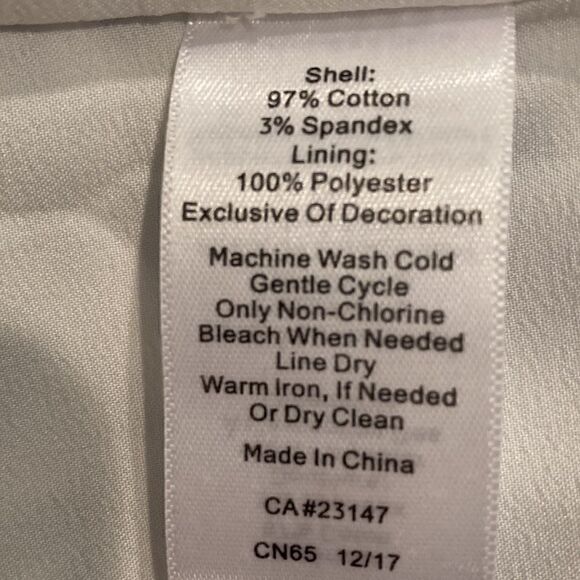 Shell:
97% Cotton
3% Spandex
Lining:
100% Polyester
Exclusive Of Decoration
Machine Wash Cold
Gentle Cycle
Only Non-Chlorine
Bleach When Needed
Line Dry
Warm Iron, If Needed
Or Dry Clean
Made In China
CA#23147
CN65 12/17